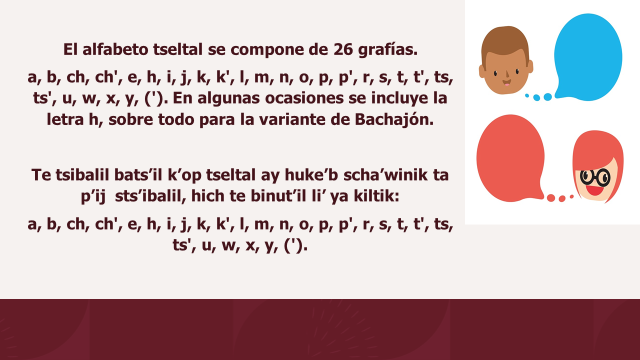 El alfabeto tseltal se compone de 26 grafías.
a, b, ch, ch', e, h, i, j, k, k', l, m, n, o, p, p', r, s, t, t', ts,
ts', u, w, x, y, ('). En algunas ocasiones se incluye la
letra h, sobre todo para la variante de Bachajón.
Te tsibalil bats’il k’op tseltal ay huke’b scha’winik ta
p’ij  sts’ibalil, hich te binut’il li’ ya kiltik:
a, b, ch, ch', e, h, i, j, k, k', l, m, n, o, p, p', r, s, t, t', ts,
ts', u, w, x, y, (').